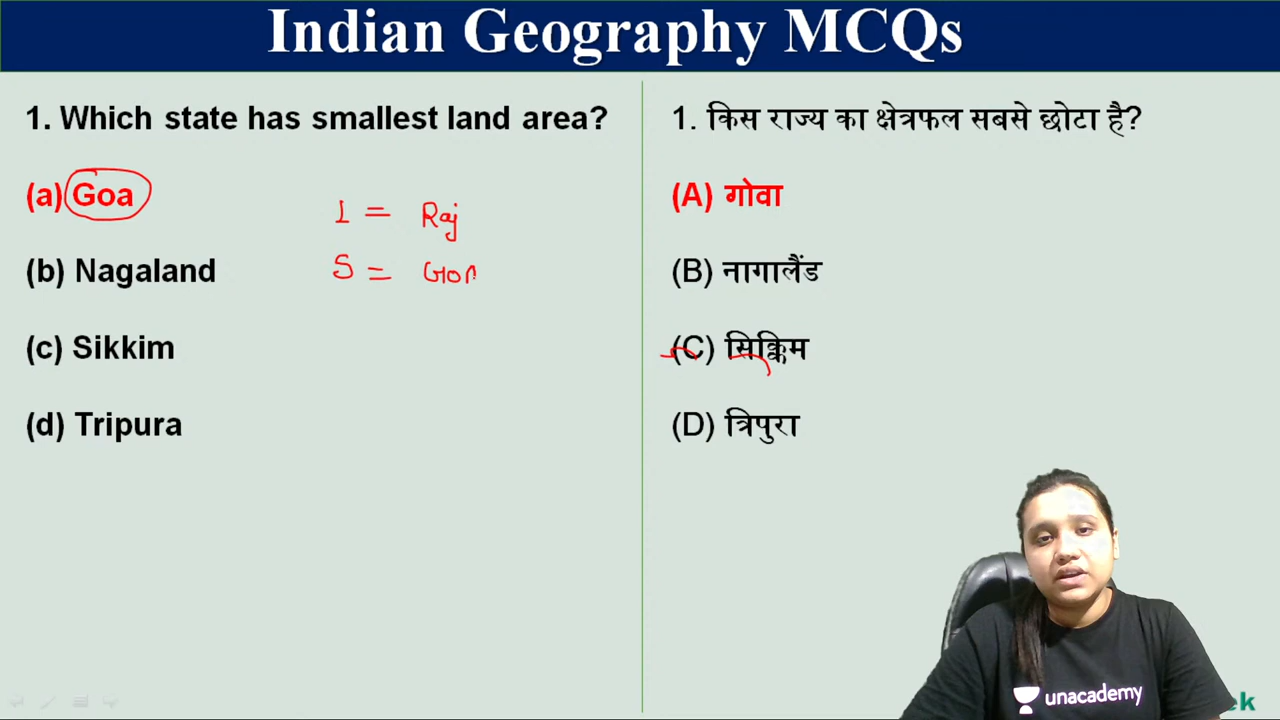 Indian Geography MCQs
1. Which state has smallest land area?
(a) Goa
(b) Nagaland
(c) Sikkim
(d) Tripura
= Raj
S = Goa
1. किस राज्य का क्षेत्रफल सबसे छोटा है?
(A) गोवा
(B) नागालैंड
(C) सिक्किम
(D) त्रिपुरा
unacademy